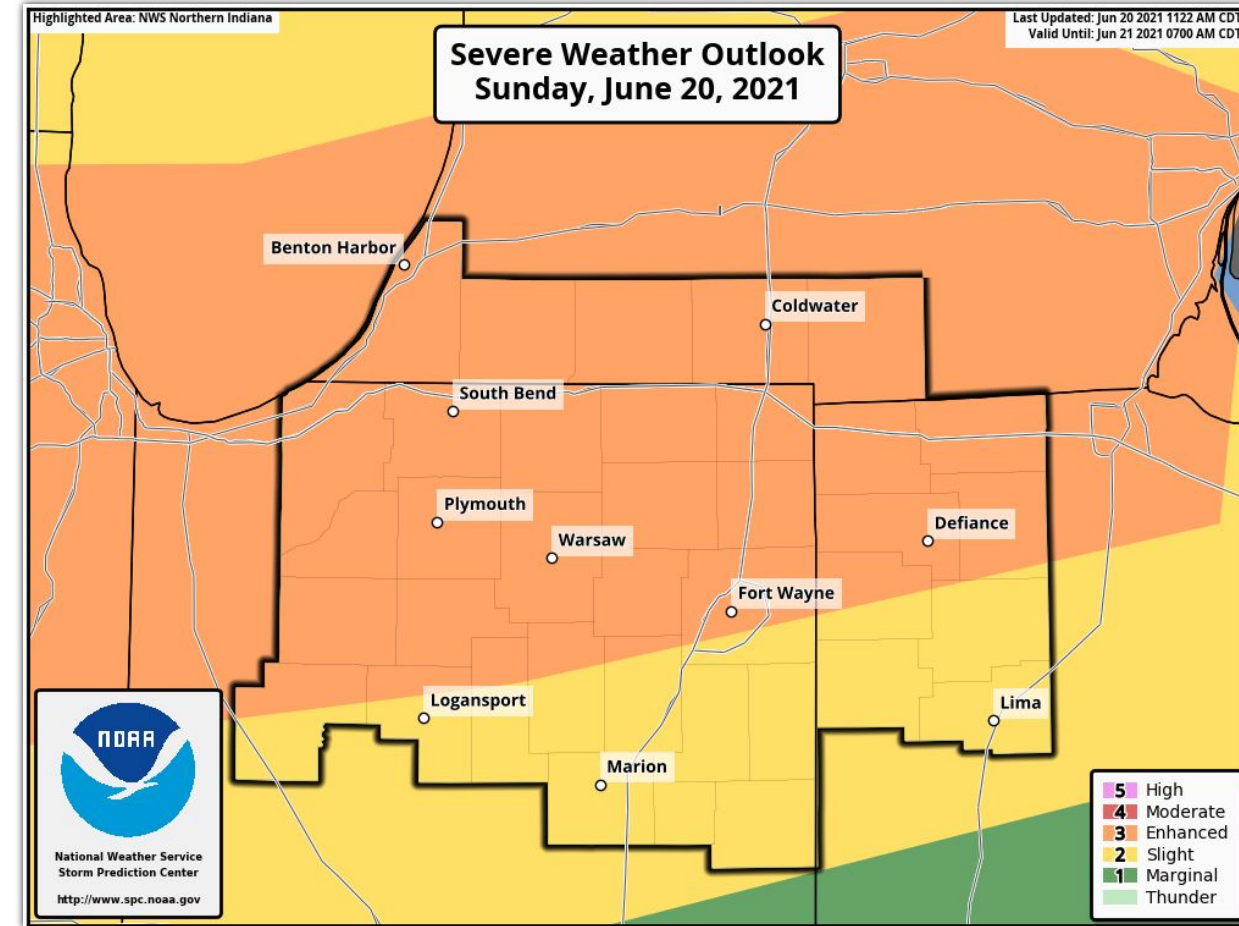 Highlighted Area: NWS Northern Indiana
Last Updated: Jun 20 2021 1122 AM CDT
Valid Until: Jun 21 2021 0700 AM CDT
Severe Weather Outlook
Sunday, June 20, 2021
Benton Harbor
Coldwater
South Bend
Plymouth
Defiance
Warsaw
Fort Wayne
Logansport
Lima
Marion
NOAA
National Weather Service
Storm Prediction Center
http://www.spc.noaa.gov
5 High
4 Moderate
3 Enhanced
2 Slight
1 Marginal
Thunder